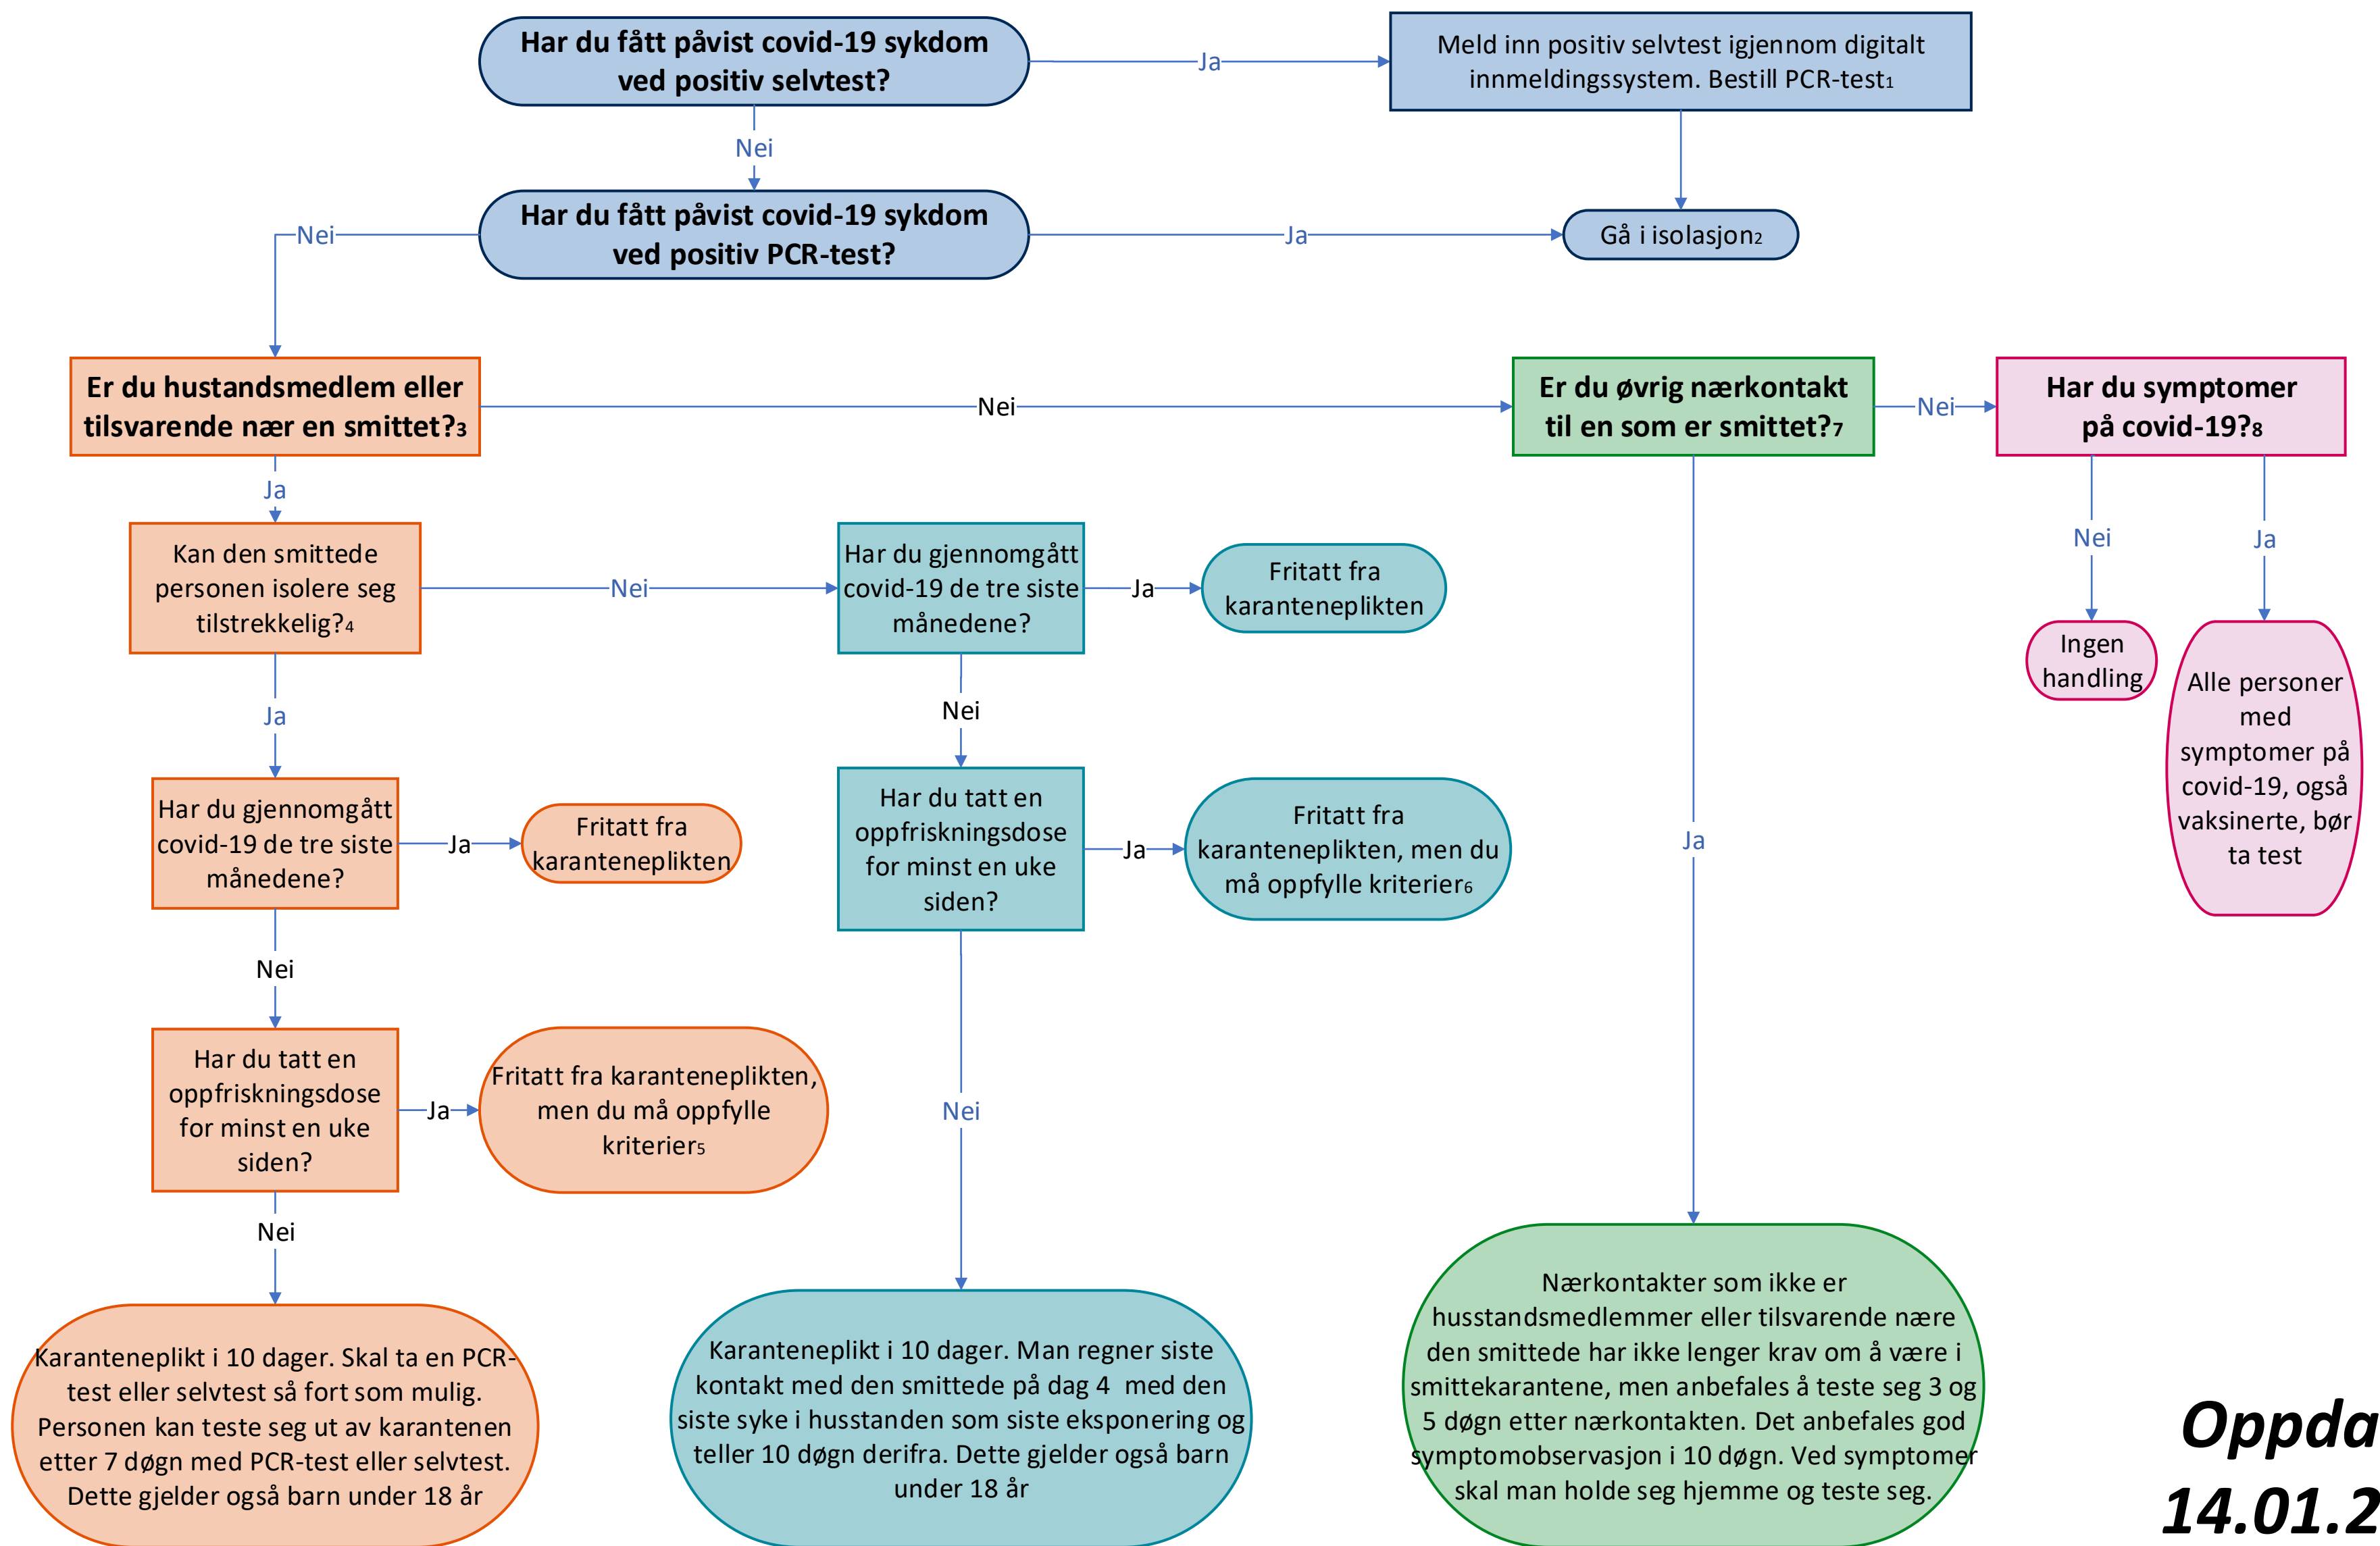 Har du fått påvist covid-19 sykdom
ved positiv selvtest?
Ja
Meld inn positiv selvtest igjennom digitalt
innmeldingssystem. Bestill PCR-test1
Nei
Har du fått påvist covid-19 sykdom
ved positiv PCR-test?
Nei
Ja
Gå i isolasjon2
Er du hustandsmedlem eller
tilsvarende nær en smittet?3
Nei
Er du øvrig nærkontakt
til en som er smittet?7
Nei
Har du symptomer
på covid-19?8
Ja
Kan den smittede
personen isolere seg
tilstrekkelig?4
Nei
Har du gjennomgått
covid-19 de tre siste
månedene?
Ja
Fritatt fra
karanteneplikten
Nei
Ja
Ingen
handling
Alle personer
med
symptomer på
covid-19, også
vaksinerte, bør
ta test
Ja
Nei
Har du gjennomgått
covid-19 de tre siste
månedene?
Ja
Fritatt fra
karanteneplikten
Har du tatt en
oppfriskningsdose
for minst en uke
siden?
Ja
Fritatt fra
karanteneplikten, men du
må oppfylle kriterier6
Ja
Nei
Har du tatt en
oppfriskningsdose
for minst en uke
siden?
Ja
Fritatt fra karanteneplikten,
men du må oppfylle
kriterier5
Nei
Nei
Karanteneplikt i 10 dager. Skal ta en PCR-
test eller selvtest så fort som mulig.
Personen kan teste seg ut av karantenen
etter 7 døgn med PCR-test eller selvtest.
Dette gjelder også barn under 18 år
Karanteneplikt i 10 dager. Man regner siste
kontakt med den smittede på dag 4 med den
siste syke i husstanden som siste eksponering og
teller 10 døgn derifra. Dette gjelder også barn
under 18 år
Nærkontakter som ikke er
husstandsmedlemmer eller tilsvarende nære
den smittede har ikke lenger krav om å være i
smittekarantene, men anbefales å teste seg 3 og
5 døgn etter nærkontakten. Det anbefales god
symptomobservasjon i 10 døgn. Ved symptomer
skal man holde seg hjemme og teste seg.
Oppda
14.01.2